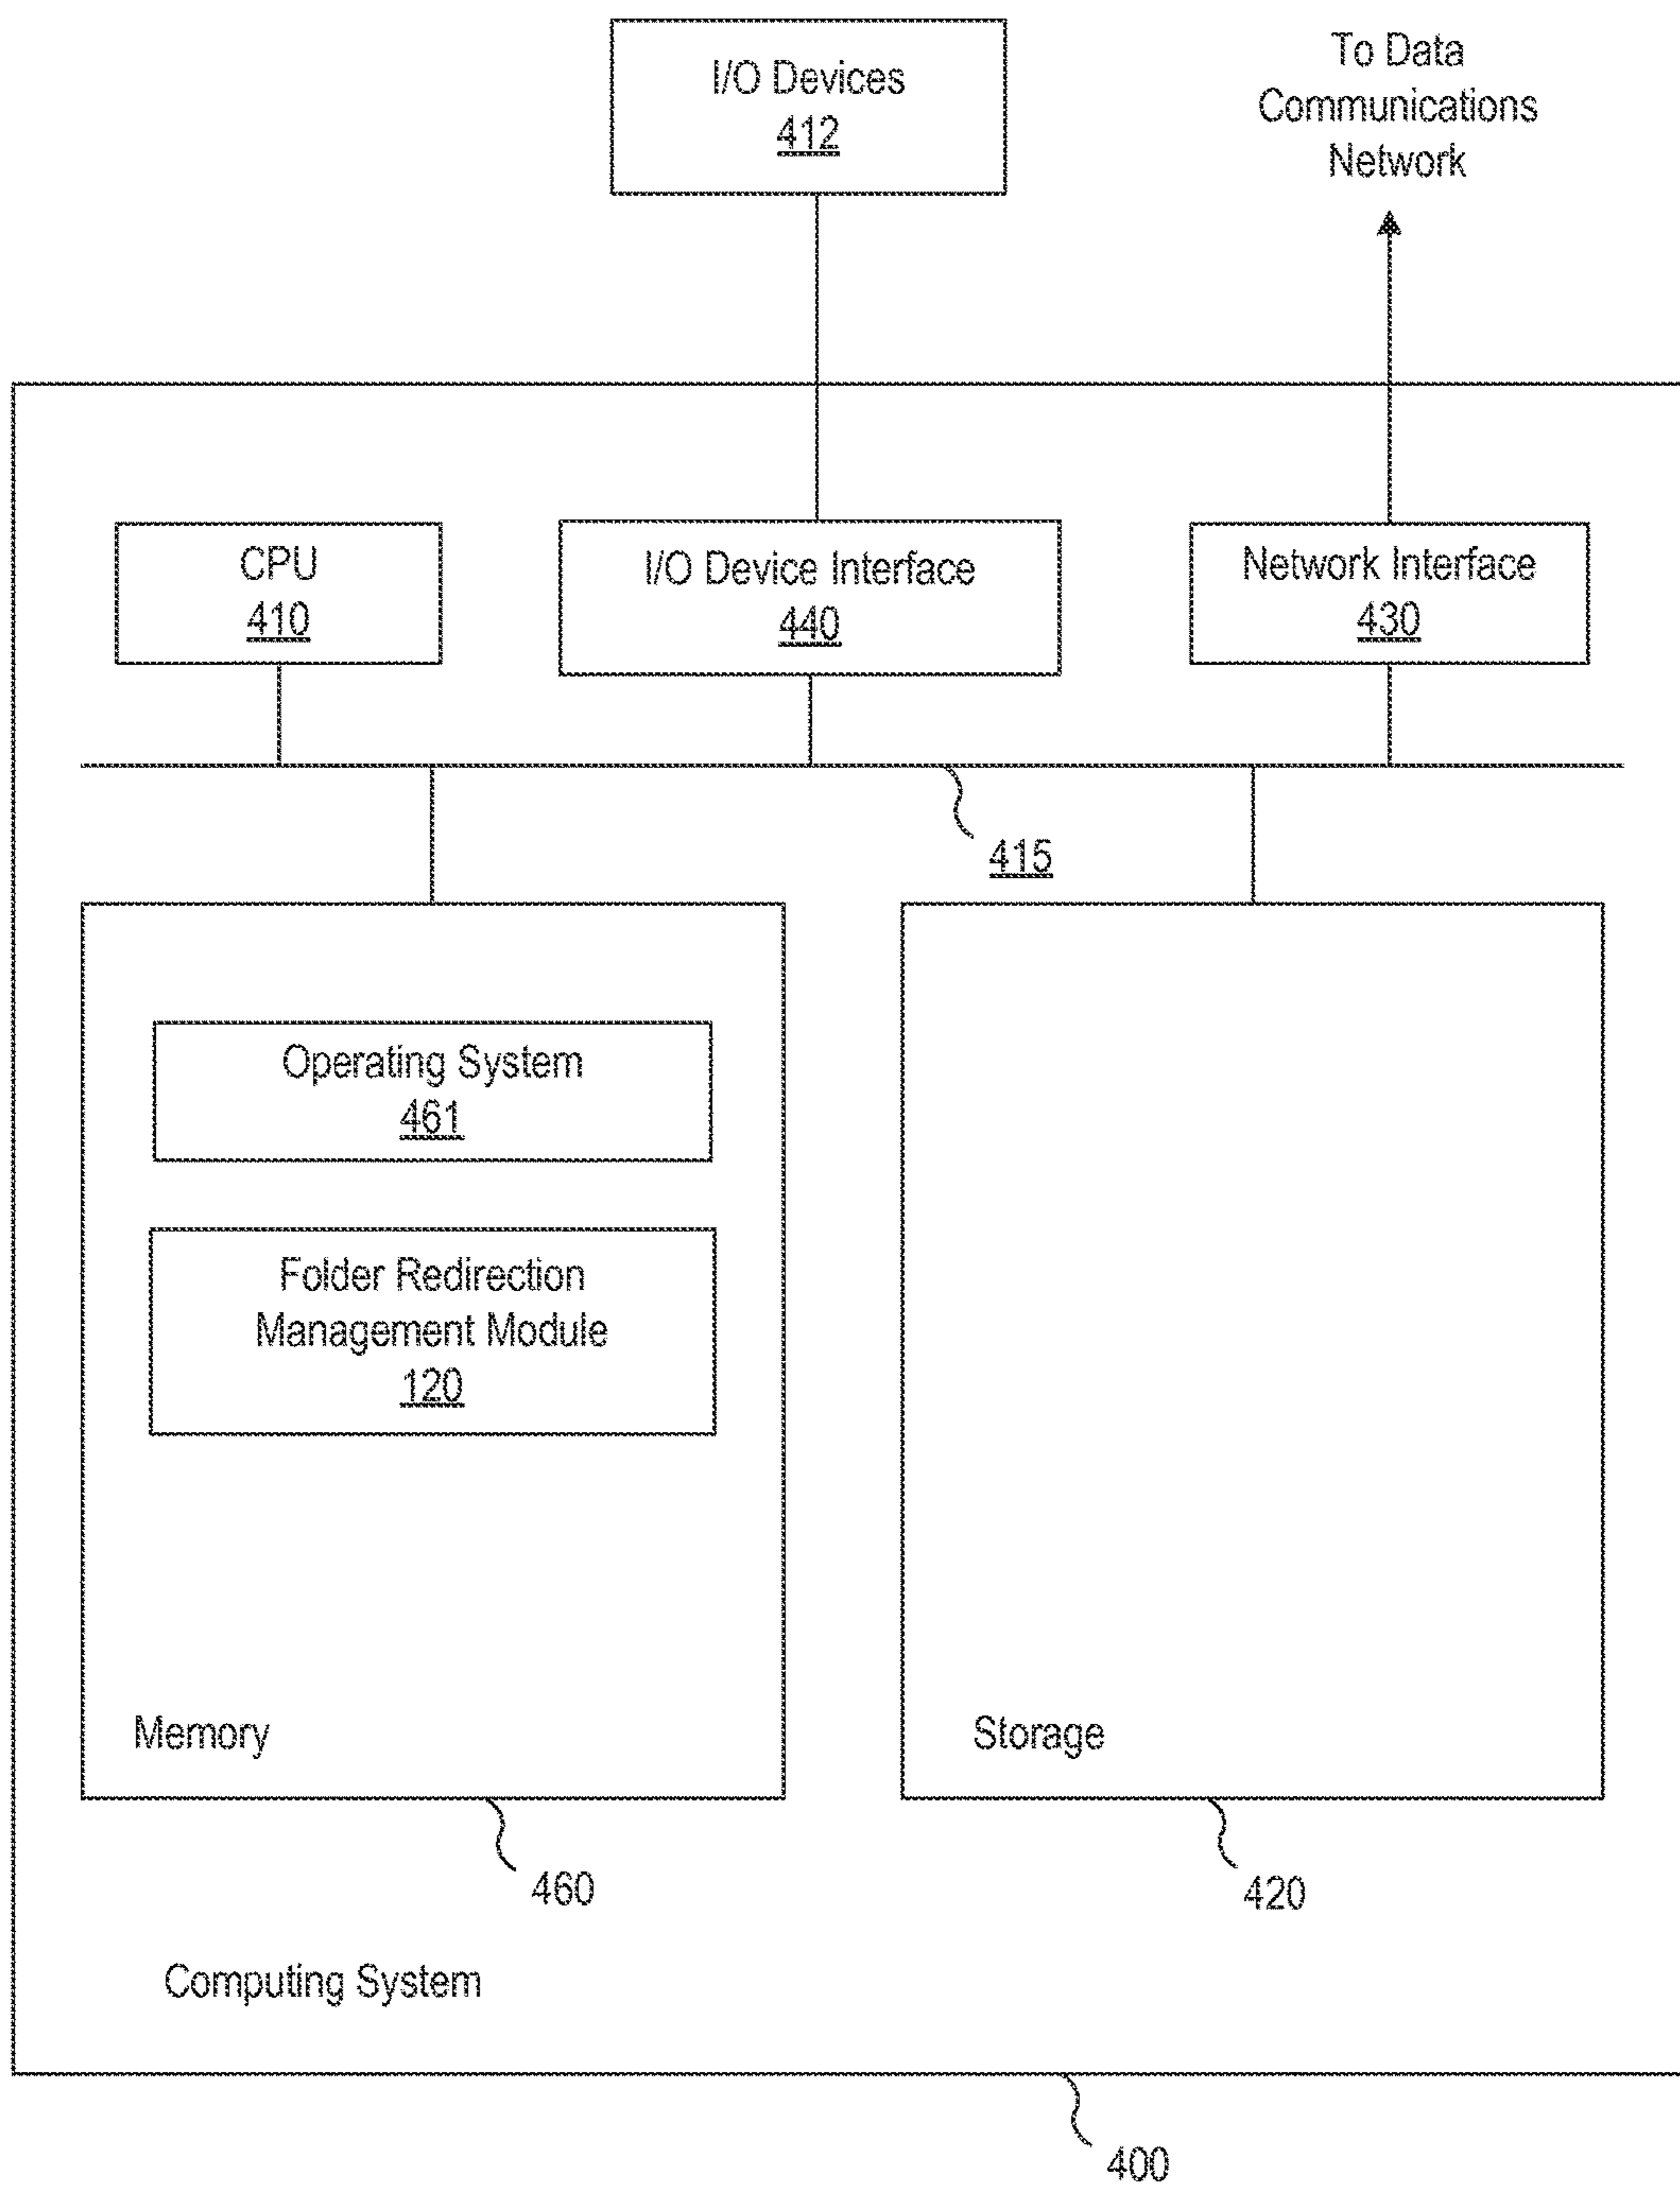 I/O Devices
412
To Data
Communications
Network
CPU
410
I/O Device Interface
440
Network Interface
430
415
Operating System
461
Folder Redirection
Management Module
120
Memory
Storage
460
420
Computing System
400